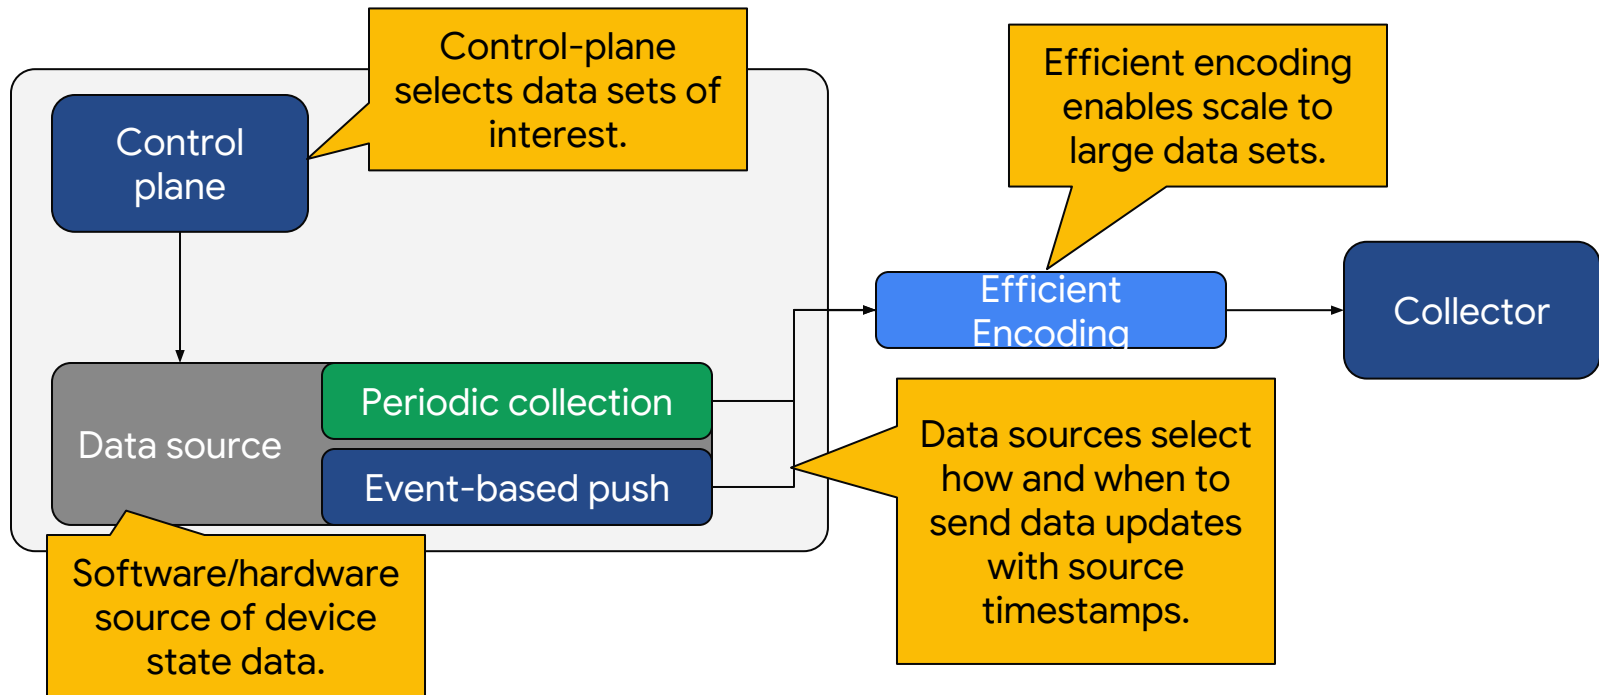 Control-plane
selects data sets of
interest.
Efficient encoding
enables scale to
large data sets.
Control
plane
Efficient
Encoding
Collector
Periodic collection
Data source
Event-based push
Data sources select
how and when to
send data updates
with source
timestamps.
Software/hardware
source of device
state data.